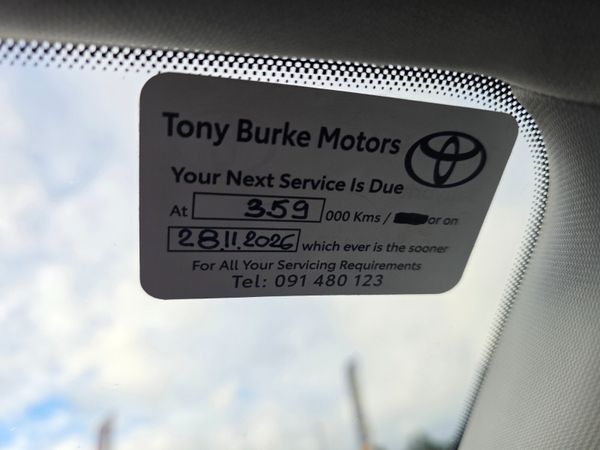 Tony Burke Motors
Your Next Service Is Due
At 359 000 Kms / or on
28.11.2026 which ever is the sooner
For All Your Servicing Requirements
Tel: 091 480 123